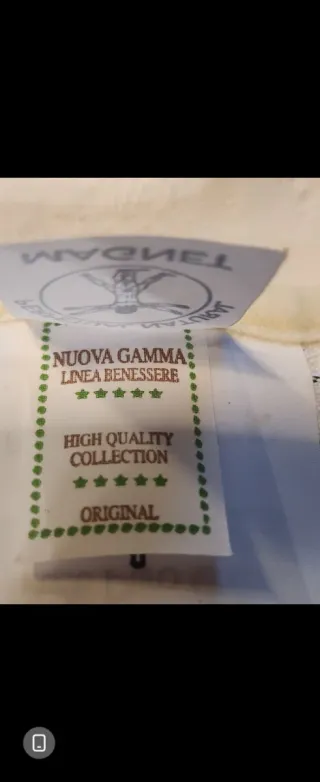 MAGNET
NUOVA GAMMA
LINEA BENESSERE
HIGH QUALITY
COLLECTION
ORIGINAL